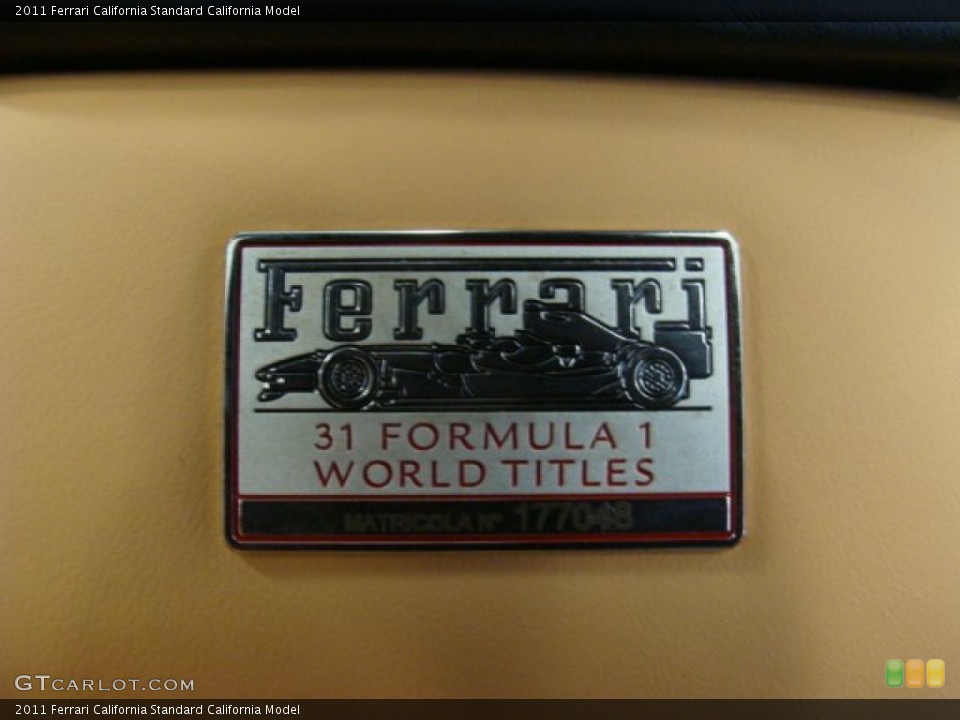 2011 Ferrari California Standard California Model
Ferrari
31 FORMULA 1
WORLD TITLES
MATRICOLA N° 177048
GTCARLOT.COM
2011 Ferrari California Standard California Model